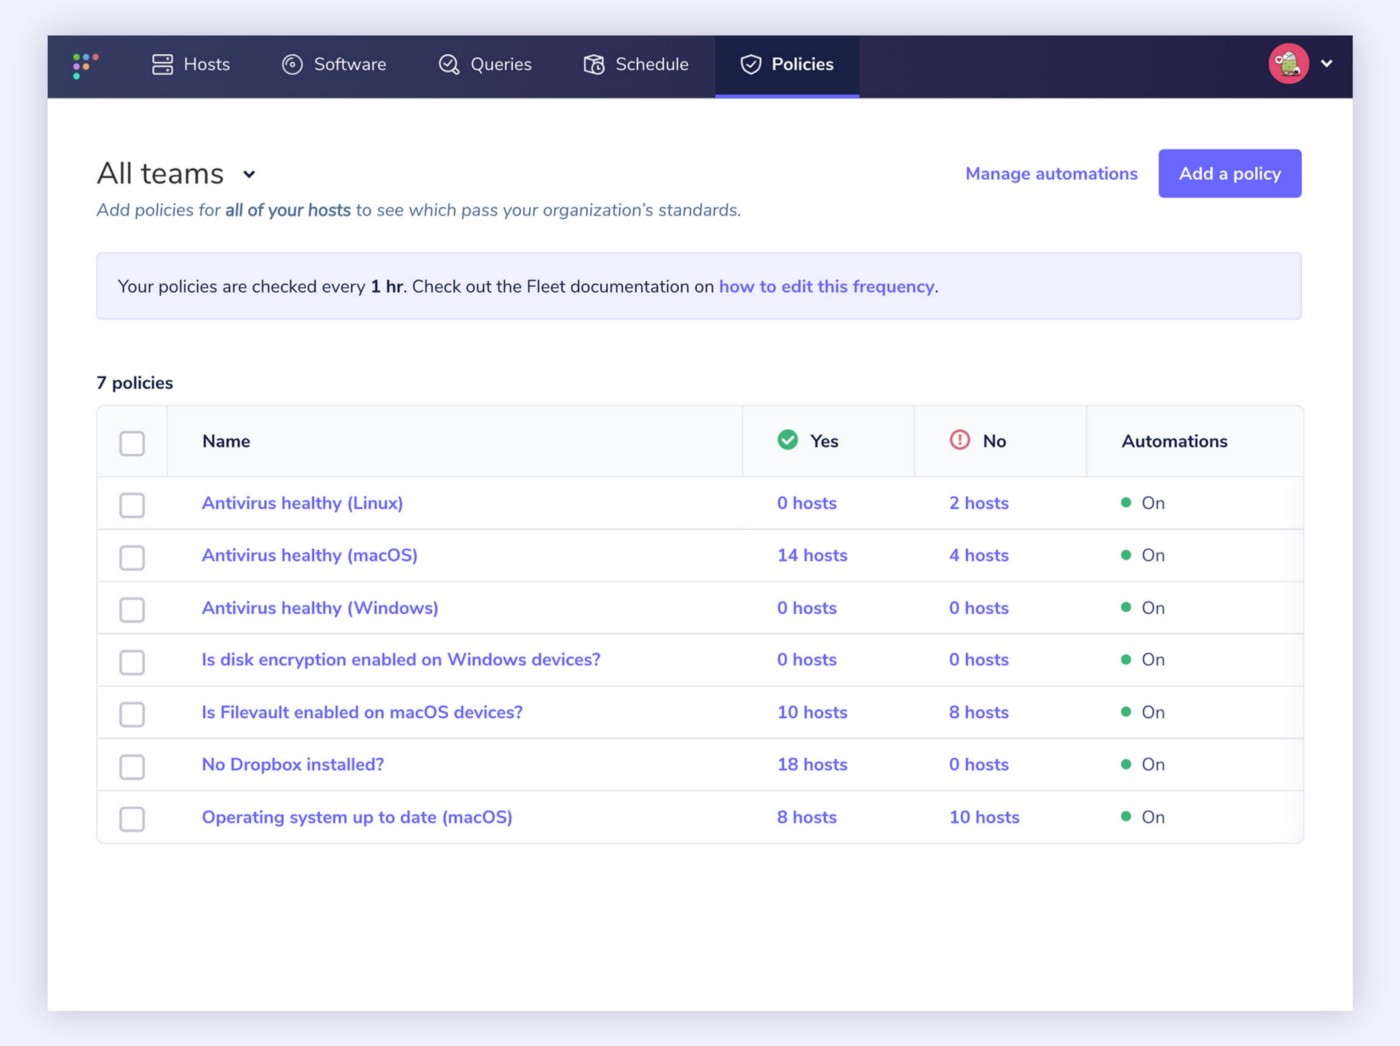 Hosts Software Queries Schedule Policies
All teams
Manage automations Add a policy
Add policies for all of your hosts to see which pass your organization's standards.
Your policies are checked every 1 hr. Check out the Fleet documentation on how to edit this frequency.
7 policies
Name Yes No Automations
Antivirus healthy (Linux) 0 hosts 2 hosts On
Antivirus healthy (macOS) 14 hosts 4 hosts On
Antivirus healthy (Windows) 0 hosts 0 hosts On
Is disk encryption enabled on Windows devices? 0 hosts 0 hosts On
Is Filevault enabled on macOS devices? 10 hosts 8 hosts On
No Dropbox installed? 18 hosts 0 hosts On
Operating system up to date (macOS) 8 hosts 10 hosts On